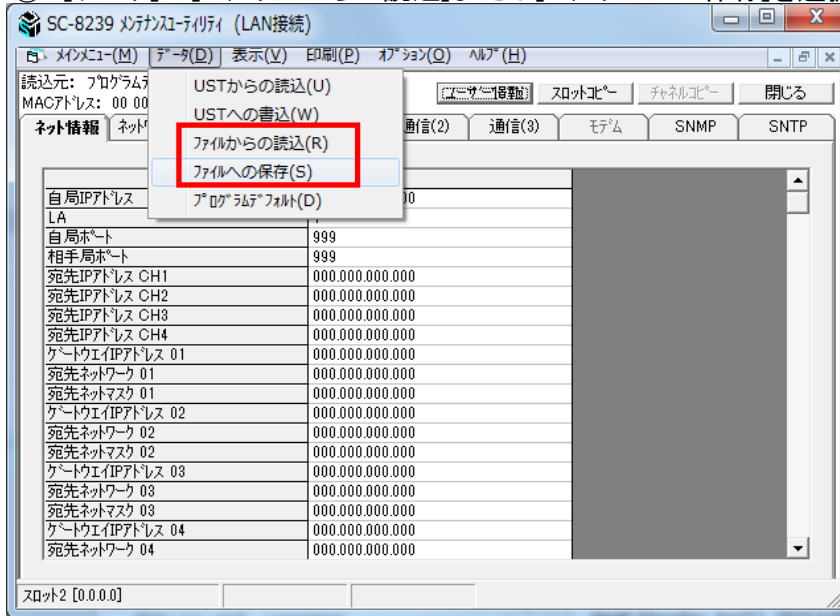 SC-8239 ﾒﾝﾃﾅﾝｽﾕｰﾃｨﾘﾃｨ (LAN接続)
ﾒｲﾝﾒﾆｭｰ(M) ﾃﾞｰﾀ(D) 表示(V) 印刷(P) ｵﾌﾟｼｮﾝ(O) ﾍﾙﾌﾟ(H)
読込元: ﾌﾟﾛｸﾞﾗﾑﾃ
MACｱﾄﾞﾚｽ: 00 00
ﾕｰｻﾞｰ登録 ｽﾛｯﾄｺﾋﾟｰ ﾁｬﾈﾙｺﾋﾟｰ 閉じる
ﾈｯﾄ情報 ﾈｯﾄﾜ 通信(2) 通信(3) ﾓﾃﾞﾑ SNMP SNTP
USTからの読込(U)
USTへの書込(W)
ﾌｧｲﾙからの読込(R)
ﾌｧｲﾙへの保存(S)
ﾌﾟﾛｸﾞﾗﾑﾃﾞﾌｫﾙﾄ(D)
自局IPｱﾄﾞﾚｽ
LA
自局ﾎﾟｰﾄ 999
相手局ﾎﾟｰﾄ 999
宛先IPｱﾄﾞﾚｽ CH1 000.000.000.000
宛先IPｱﾄﾞﾚｽ CH2 000.000.000.000
宛先IPｱﾄﾞﾚｽ CH3 000.000.000.000
宛先IPｱﾄﾞﾚｽ CH4 000.000.000.000
ｹﾞｰﾄｳｴｲIPｱﾄﾞﾚｽ 01 000.000.000.000
宛先ﾈｯﾄﾜｰｸ 01 000.000.000.000
宛先ﾈｯﾄﾏｽｸ 01 000.000.000.000
ｹﾞｰﾄｳｴｲIPｱﾄﾞﾚｽ 02 000.000.000.000
宛先ﾈｯﾄﾜｰｸ 02 000.000.000.000
宛先ﾈｯﾄﾏｽｸ 02 000.000.000.000
ｹﾞｰﾄｳｴｲIPｱﾄﾞﾚｽ 03 000.000.000.000
宛先ﾈｯﾄﾜｰｸ 03 000.000.000.000
宛先ﾈｯﾄﾏｽｸ 03 000.000.000.000
ｹﾞｰﾄｳｴｲIPｱﾄﾞﾚｽ 04 000.000.000.000
宛先ﾈｯﾄﾜｰｸ 04 000.000.000.000
ｽﾛｯﾄ2 [0.0.0.0]